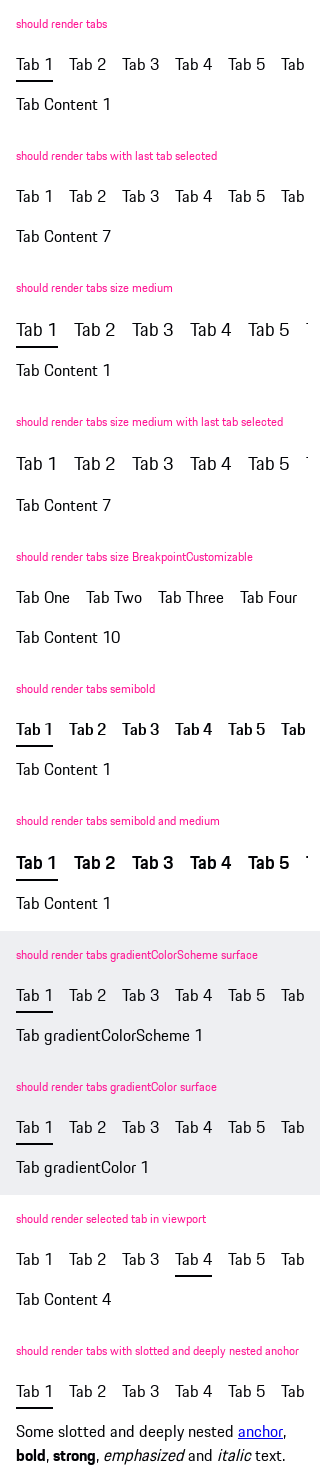 should render tabs
Tab 1 Tab 2 Tab 3 Tab 4 Tab 5 Tab
Tab Content 1
should render tabs with last tab selected
Tab 1 Tab 2 Tab 3 Tab 4 Tab 5 Tab
Tab Content 7
should render tabs size medium
Tab 1 Tab 2 Tab 3 Tab 4 Tab 5
Tab Content 1
should render tabs size medium with last tab selected
Tab 1 Tab 2 Tab 3 Tab 4 Tab 5
Tab Content 7
should render tabs size BreakpointCustomizable
Tab One Tab Two Tab Three Tab Four
Tab Content 10
should render tabs semibold
Tab 1 Tab 2 Tab 3 Tab 4 Tab 5 Tab
Tab Content 1
should render tabs semibold and medium
Tab 1 Tab 2 Tab 3 Tab 4 Tab 5
Tab Content 1
should render tabs gradientColorScheme surface
Tab 1 Tab 2 Tab 3 Tab 4 Tab 5 Tab
Tab gradientColorScheme 1
should render tabs gradientColor surface
Tab 1 Tab 2 Tab 3 Tab 4 Tab 5 Tab
Tab gradientColor 1
should render selected tab in viewport
Tab 1 Tab 2 Tab 3 Tab 4 Tab 5 Tab
Tab Content 4
should render tabs with slotted and deeply nested anchor
Tab 1 Tab 2 Tab 3 Tab 4 Tab 5 Tab
Some slotted and deeply nested anchor,
bold, strong, emphasized and italic text.